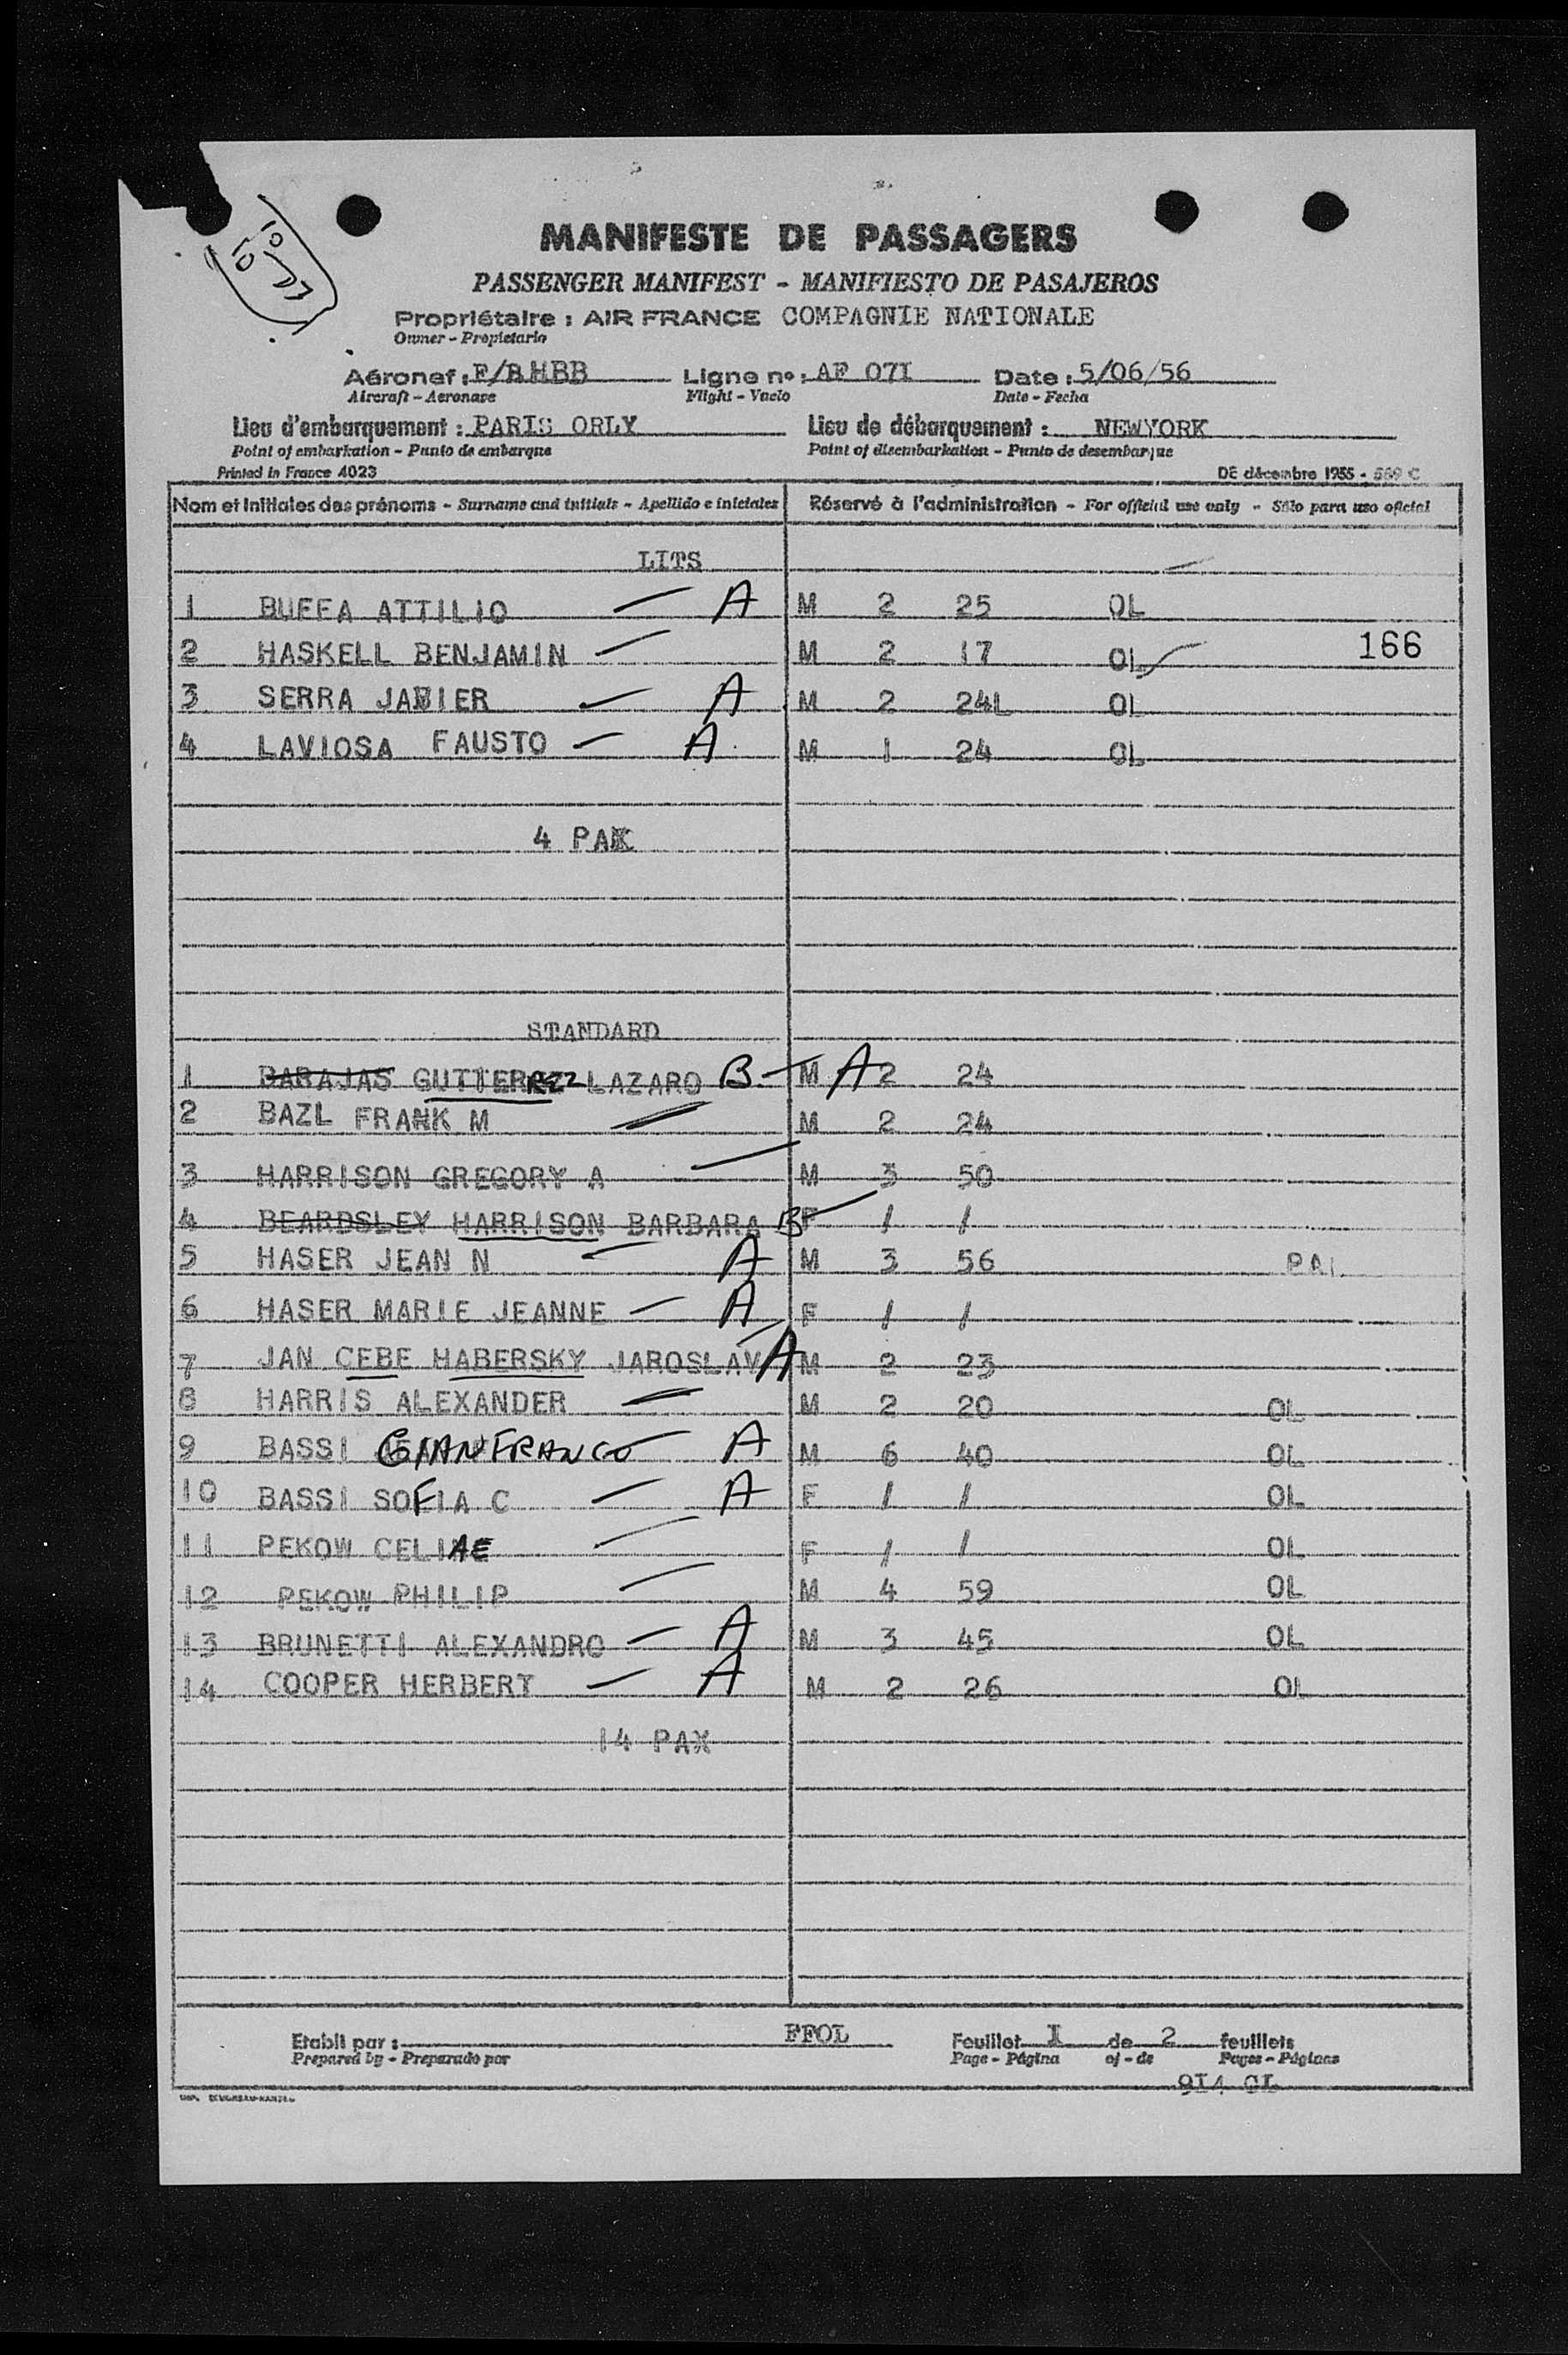 MANIFESTE DE PASSAGERS
PASSENGER MANIFEST - MANIFIESTO DE PASAJEROS
Propriétaire : AIR FRANCE COMPAGNIE NATIONALE
Owner - Propietario
Aéronef : F/BHBB Ligne no : AF 07I Date : 5/06/56
Aircraft - Aeronave Flight - Vuelo Date - Fecha
Lieu d'embarquement : PARIS ORLY Lieu de débarquement : NEWYORK
Point of embarkation - Punto de embarque Point of disembarkation - Punto de desembarque
Printed in France 4023 DE décembre 1955 - 569 C
Nom et initiales des prénoms - Surname and initials - Apellido e iniciales Réservé à l'administration - For official use only - Sólo para uso oficial
LITS
1 BUFFA ATTILIO A M 2 25 OL
2 HASKELL BENJAMIN M 2 17 OL 166
3 SERRA JAVIER A M 2 24L OL
4 LAVIOSA FAUSTO A M 1 24 OL
4 PAX
STANDARD
1 BARAJAS GUTIERREZ LAZARO B. M A 2 24
2 BAZL FRANK M M 2 24
3 HARRISON GREGORY A M 3 50
4 BEARDSLEY HARRISON BARBARA B F / /
5 HASER JEAN N A M 3 56 PAI
6 HASER MARIE JEANNE A F / /
7 JAN CEBE HABERSKY JAROSLAV A M 2 23
8 HARRIS ALEXANDER M 2 20 OL
9 BASSI GIANFRANCO A M 6 40 OL
10 BASSI SOFIA C A F / / OL
11 PEKOW CELIAE F / / OL
12 PEKOW PHILIP M 4 59 OL
13 BRUNETTI ALEXANDRO A M 3 45 OL
14 COOPER HERBERT A M 2 26 OL
14 PAX
Etabli par : FFOL Feuillet I de 2 feuillets
Prepared by - Preparado por Page - Página of - de Pages - Páginas
9I4 OL